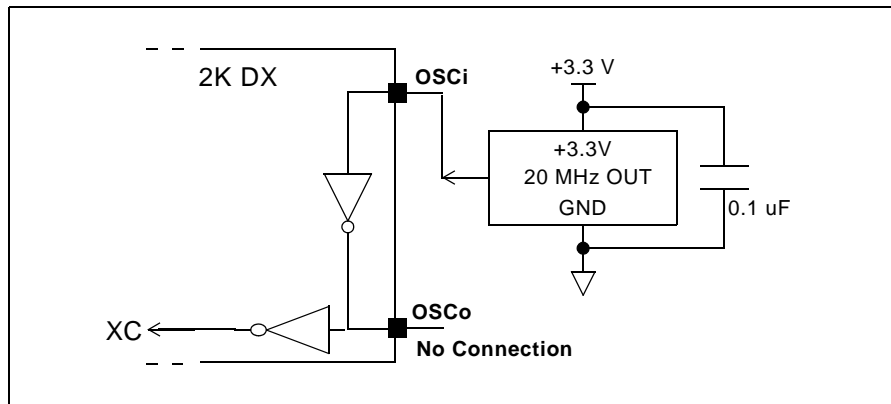 2K DX
OSCi
+3.3 V
+3.3V
20 MHz OUT
GND
0.1 uF
OSCo
XC
No Connection